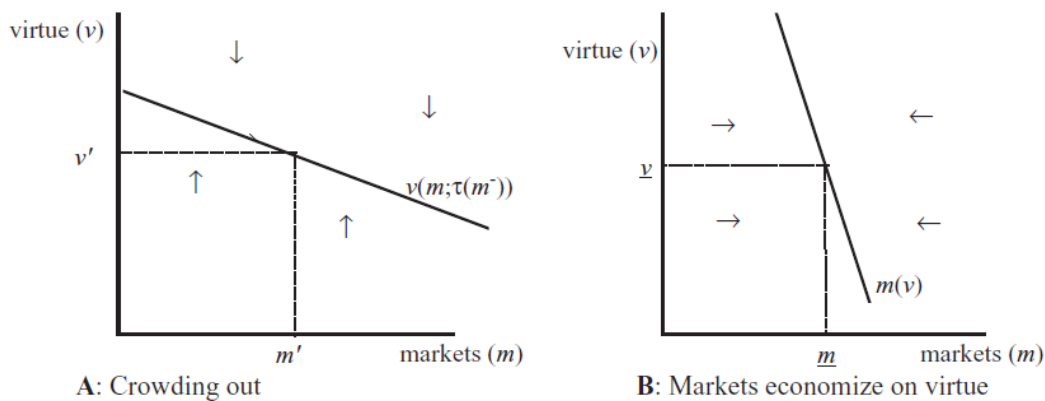 virtue (v)
v′
v(m;τ(m⁻))
m′
markets (m)
A: Crowding out
virtue (v)
v
m(v)
m
markets (m)
B: Markets economize on virtue